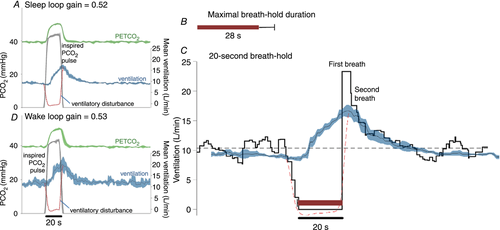 A Sleep loop gain = 0.52
PETCO2
inspired
PCO2
pulse
ventilation
ventilatory disturbance
PCO2 (mmHg)
60
40
20
0
Mean ventilation (L/min)
25
20
15
10
5
0
D Wake loop gain = 0.53
PETCO2
inspired
PCO2
pulse
ventilation
ventilatory disturbance
PCO2 (mmHg)
60
40
20
0
Mean ventilation (L/min)
25
20
15
10
5
0
20 s
B Maximal breath-hold duration
28 s
C 20-second breath-hold
First breath
Second
breath
Ventilation (L/min)
25
20
15
10
5
0
20 s